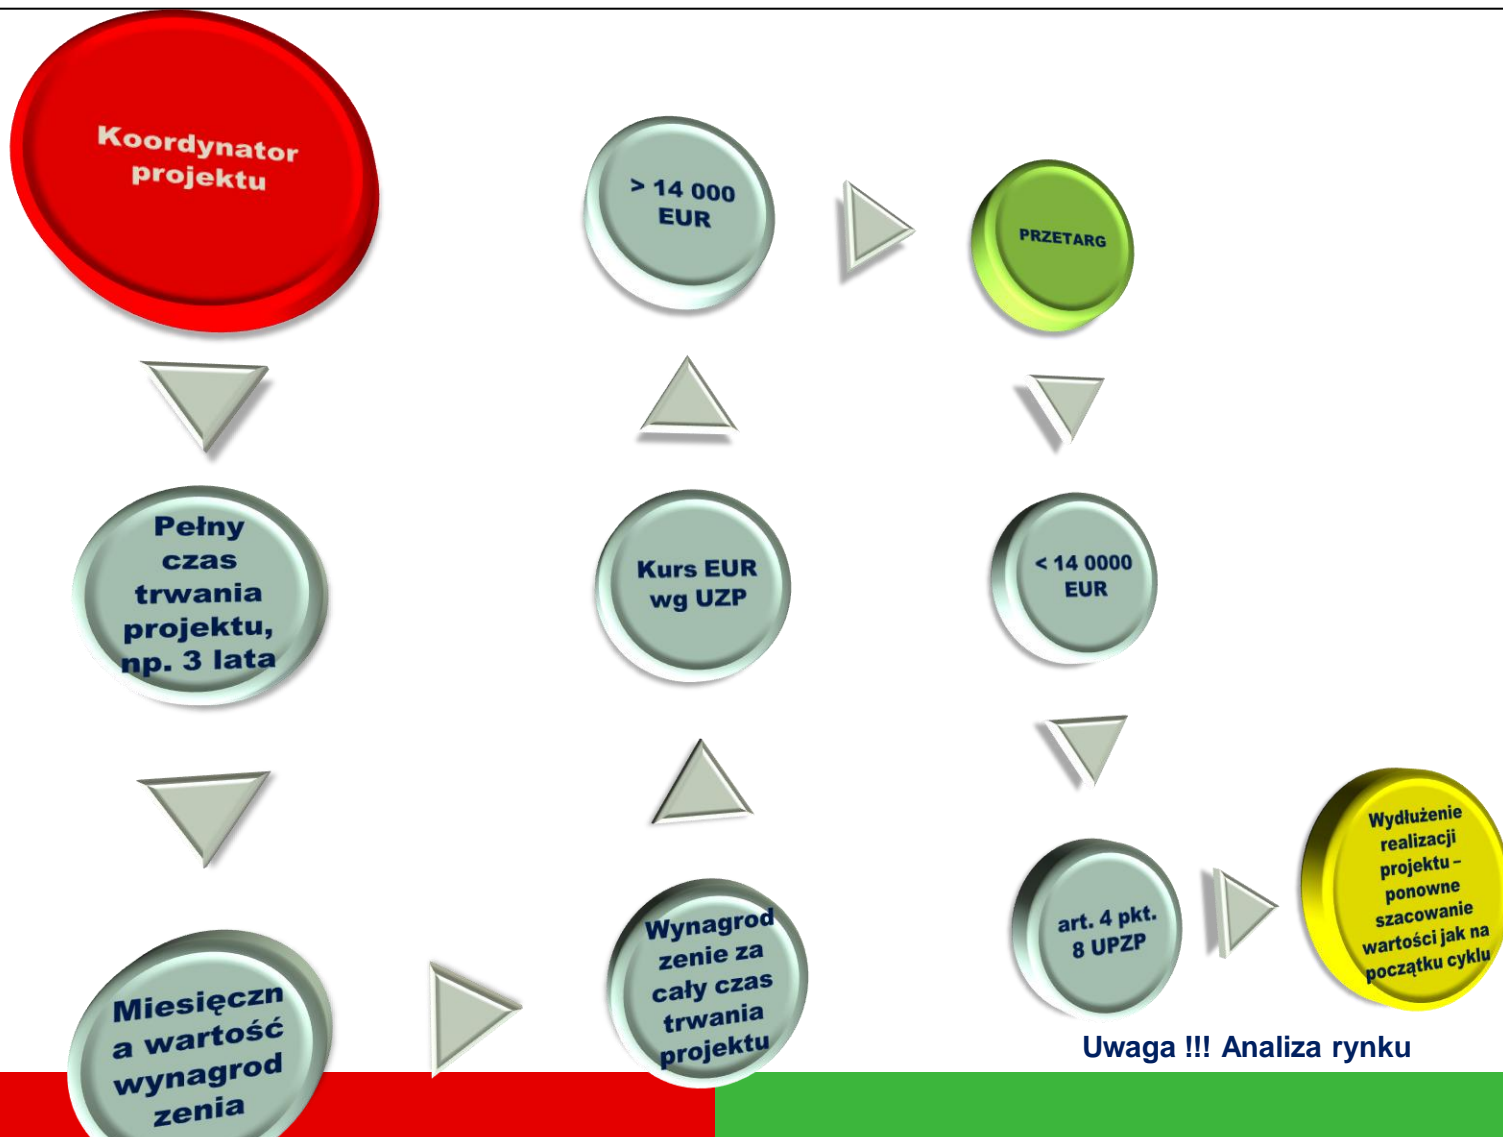 Koordynator
projektu
Pełny
czas
trwania
projektu,
np. 3 lata
Miesięczn
a wartość
wynagrod
zenia
Wynagrod
zenie za
cały czas
trwania
projektu
Kurs EUR
wg UZP
> 14 000
EUR
PRZETARG
< 14 0000
EUR
art. 4 pkt.
8 UPZP
Wydłużenie
realizacji
projektu –
ponowne
szacowanie
wartości jak na
początku cyklu
Uwaga !!! Analiza rynku